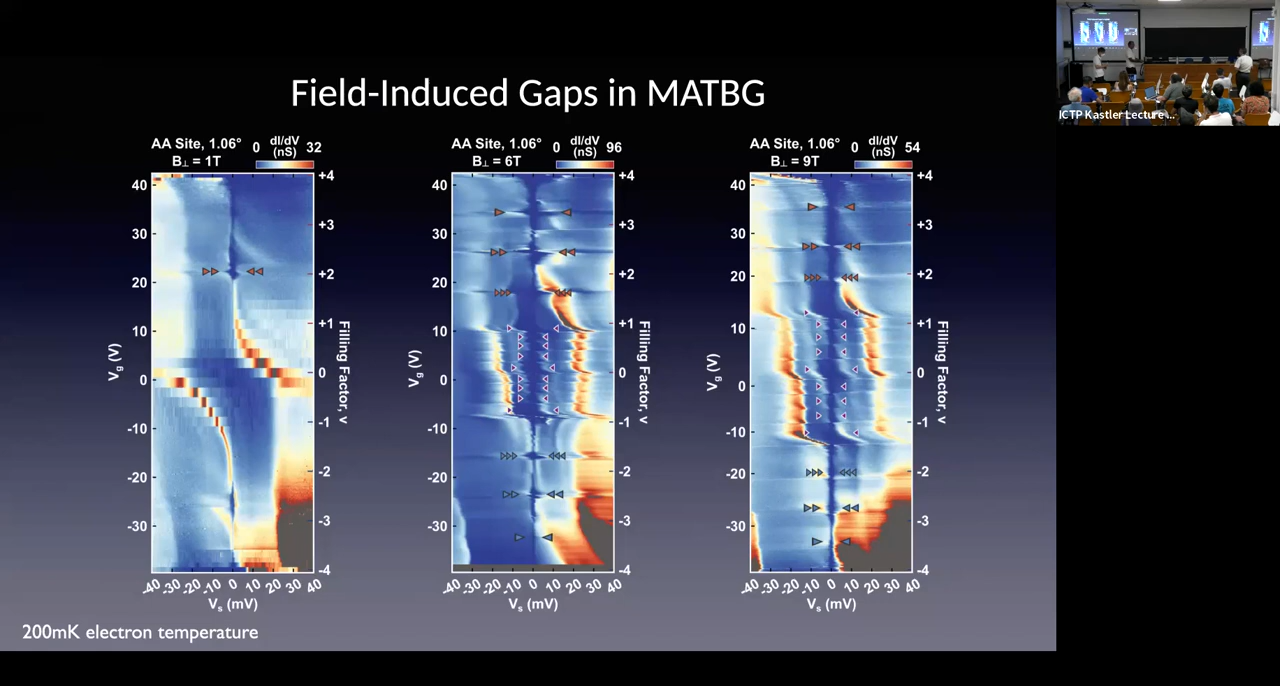 Field-Induced Gaps in MATBG
AA Site, 1.06° 0 dI/dV 32
B⊥ = 1T (nS)
AA Site, 1.06° 0 dI/dV 96
B⊥ = 6T (nS)
AA Site, 1.06° 0 dI/dV 54
B⊥ = 9T (nS)
40
30
20
10
0
-10
-20
-30
Vg (V)
+4
+3
+2
+1
0
-1
-2
-3
-4
Filling Factor, ν
-40 -30 -20 -10 0 10 20 30 40
Vs (mV)
40
30
20
10
0
-10
-20
-30
Vg (V)
+4
+3
+2
+1
0
-1
-2
-3
-4
Filling Factor, ν
-40 -30 -20 -10 0 10 20 30 40
Vs (mV)
40
30
20
10
0
-10
-20
-30
Vg (V)
+4
+3
+2
+1
0
-1
-2
-3
-4
Filling Factor, ν
-40 -30 -20 -10 0 10 20 30 40
Vs (mV)
200mK electron temperature
ICTP Kastler Lecture ...